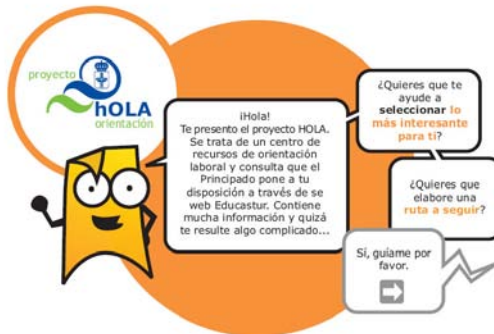 proyecto
hOLA
orientación
¡Hola!
Te presento el proyecto HOLA.
Se trata de un centro de
recursos de orientación
laboral y consulta que el
Principado pone a tu
disposición a través de se
web Educastur. Contiene
mucha información y quizá
te resulte algo complicado...
¿Quieres que te
ayude a
seleccionar lo
más interesante
para ti?
¿Quieres que
elabore una
ruta a seguir?
Sí, guíame por
favor.